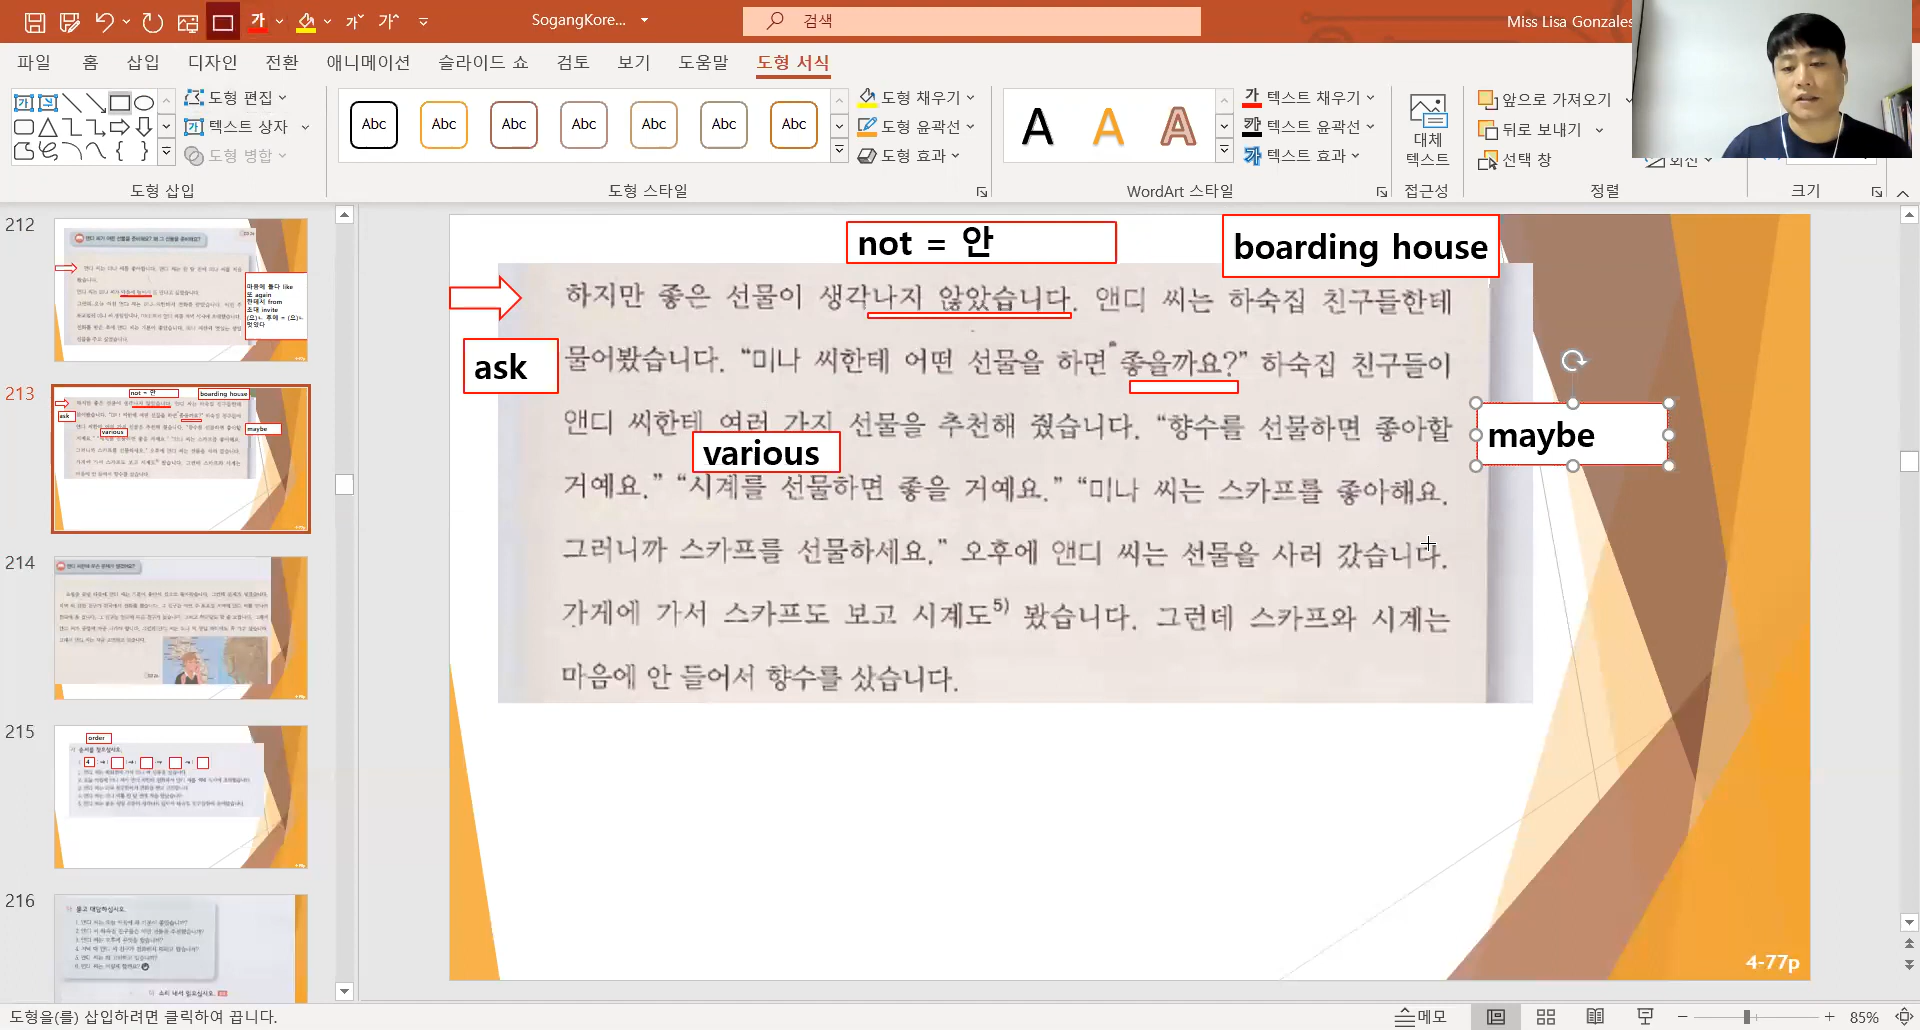 SogangKore...
검색
Miss Lisa Gonzales
파일 홈 삽입 디자인 전환 애니메이션 슬라이드 쇼 검토 보기 도움말 도형 서식
도형 편집
텍스트 상자
도형 병합
도형 삽입
Abc Abc Abc Abc Abc Abc Abc
도형 채우기
도형 윤곽선
도형 효과
도형 스타일
A A A
텍스트 채우기
텍스트 윤곽선
텍스트 효과
WordArt 스타일
대체
텍스트
접근성
앞으로 가져오기
뒤로 보내기
선택 창
회전
정렬
크기
212
213
214
215
216
not = 안
boarding house
하지만 좋은 선물이 생각나지 않았습니다. 앤디 씨는 하숙집 친구들한테
ask
물어봤습니다. “미나 씨한테 어떤 선물을 하면 좋을까요?” 하숙집 친구들이
앤디 씨한테 여러 가지 선물을 추천해 줬습니다. “향수를 선물하면 좋아할
maybe
various
거예요.” “시계를 선물하면 좋을 거예요.” “미나 씨는 스카프를 좋아해요.
그러니까 스카프를 선물하세요.” 오후에 앤디 씨는 선물을 사러 갔습니다.
가게에 가서 스카프도 보고 시계도5) 봤습니다. 그런데 스카프와 시계는
마음에 안 들어서 향수를 샀습니다.
4-77p
도형을(를) 삽입하려면 클릭하여 끕니다.
메모
85%